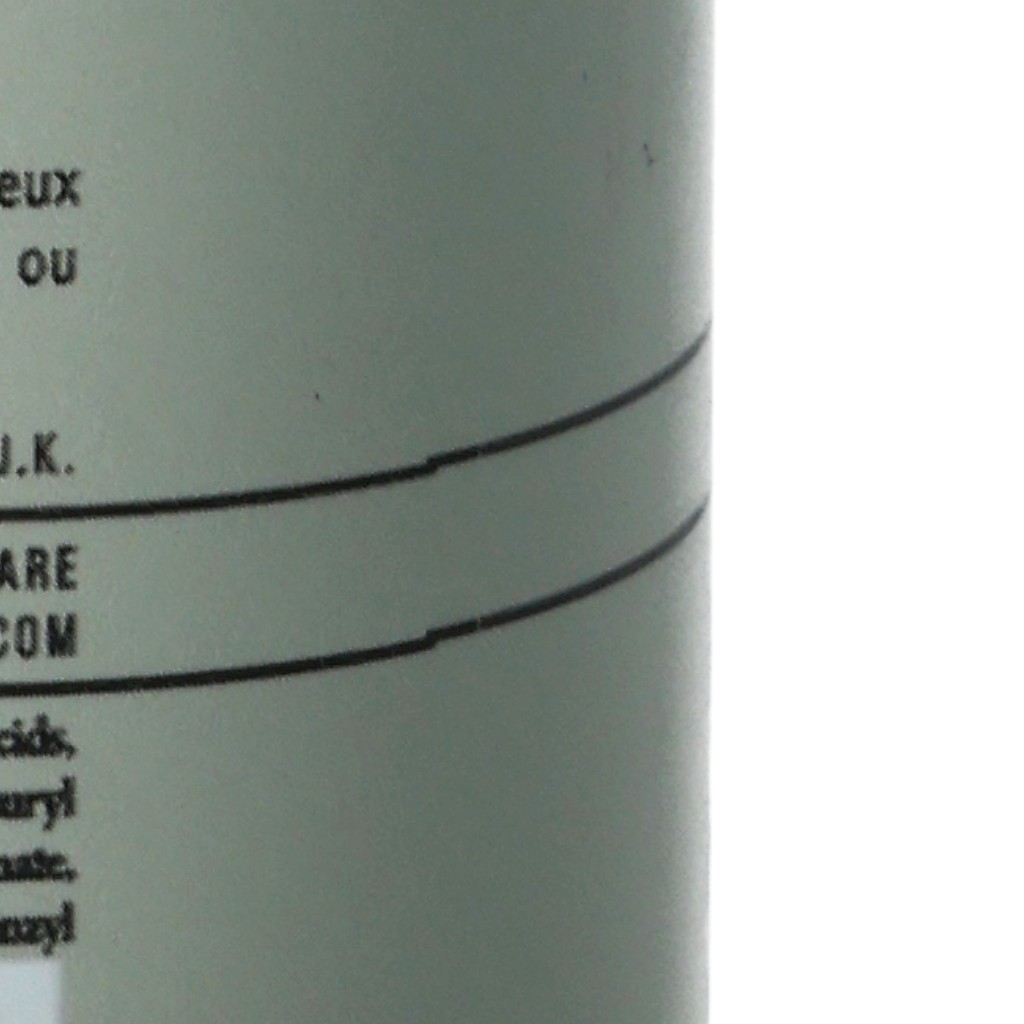 eux
ou
U.K.
ARE
COM
cids,
uryl
nate,
nzyl